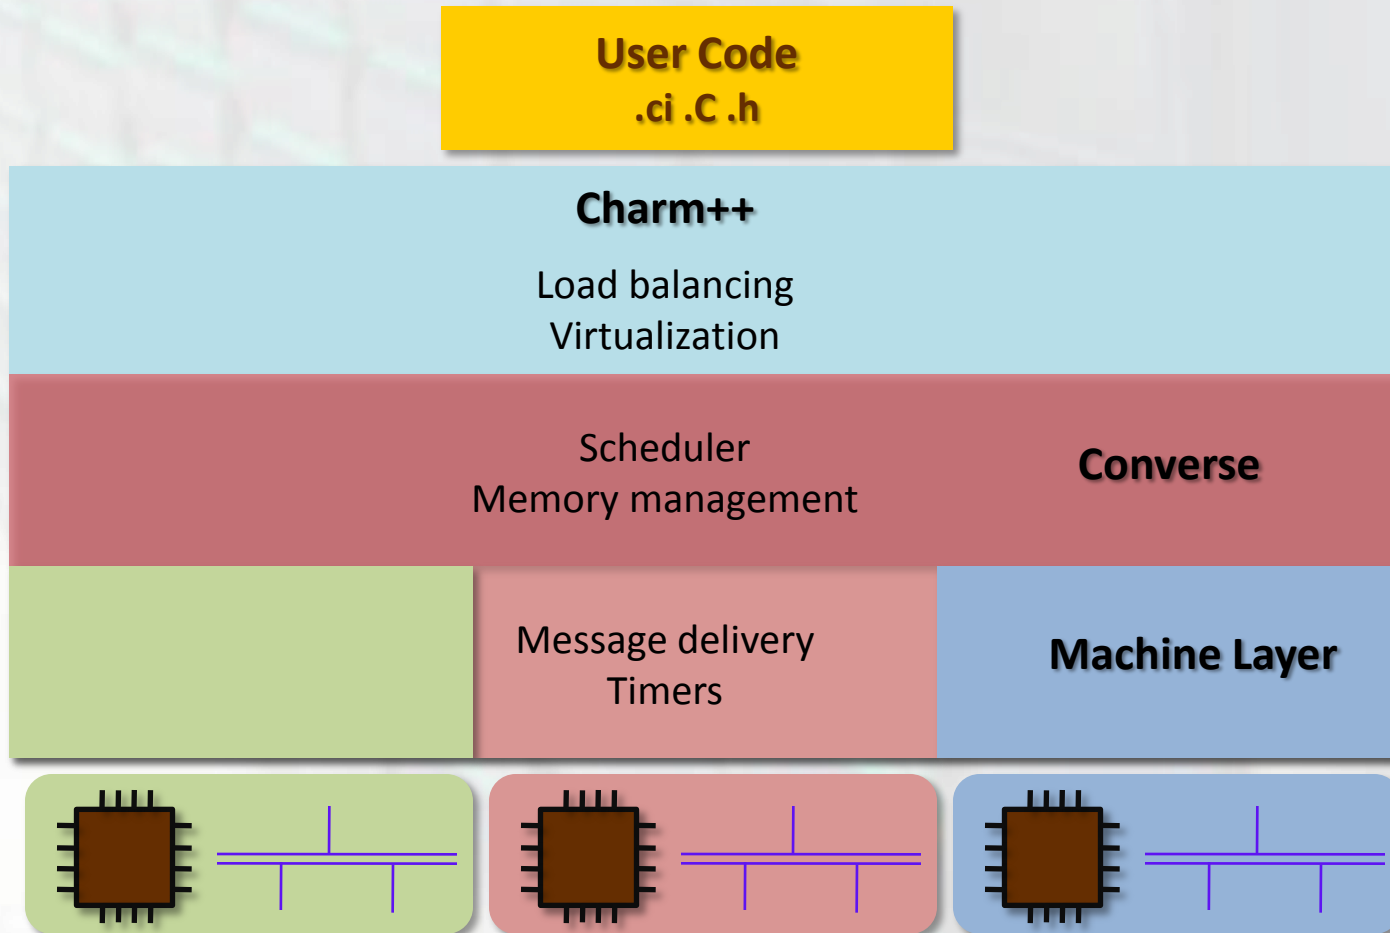 User Code
.ci .C .h
Charm++
Load balancing
Virtualization
Scheduler
Memory management
Converse
Message delivery
Timers
Machine Layer